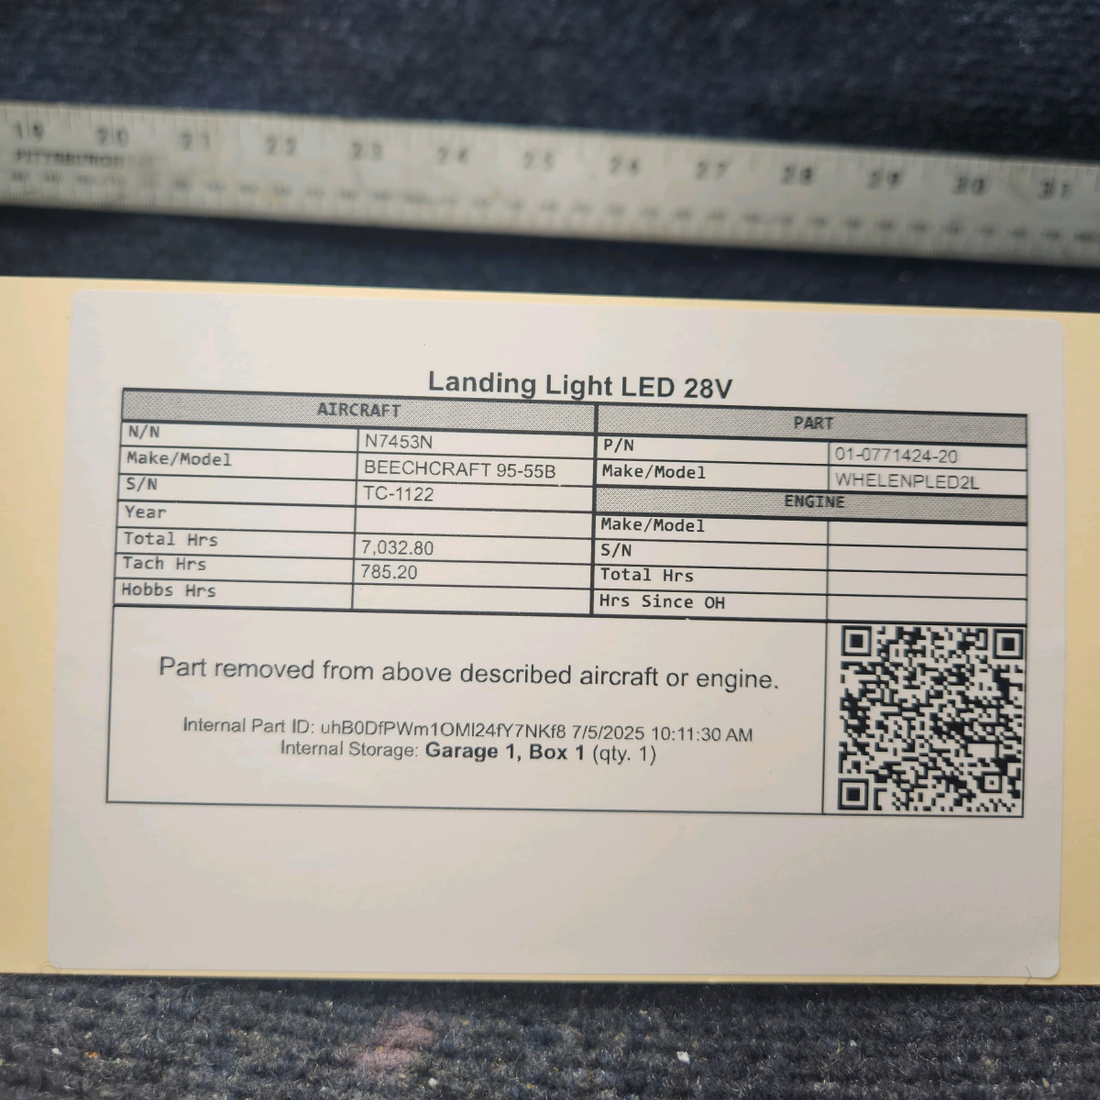 19 20 21 22 23 24 25 26 27 28 29 30 31
PITTSBURGH
Landing Light LED 28V
AIRCRAFT
N/N N7453N
Make/Model BEECHCRAFT 95-55B
S/N TC-1122
Year
Total Hrs 7,032.80
Tach Hrs 785.20
Hobbs Hrs
PART
P/N 01-0771424-20
Make/Model WHELENPLED2L
ENGINE
Make/Model
S/N
Total Hrs
Hrs Since OH
Part removed from above described aircraft or engine.
Internal Part ID: uhB0DfPWm1OMI24fY7NKf8 7/5/2025 10:11:30 AM
Internal Storage: Garage 1, Box 1 (qty. 1)